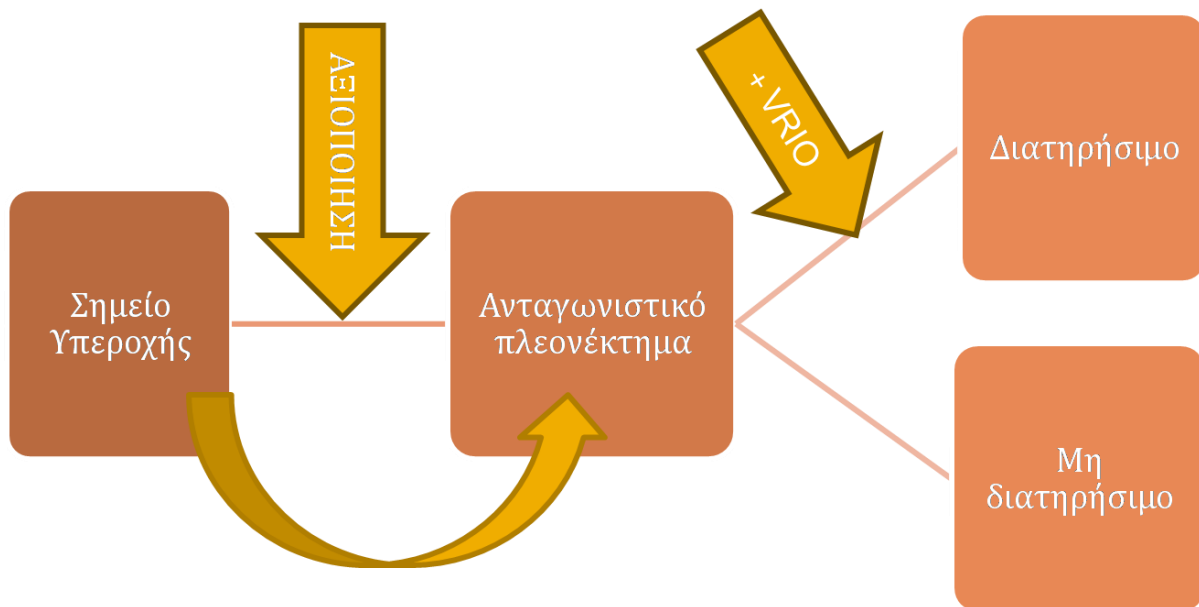 Σημείο
Υπεροχής
ΑΞΙΟΠΟΙΗΣΗ
Ανταγωνιστικό
πλεονέκτημα
+ VRIO
Διατηρήσιμο
Μη
διατηρήσιμο